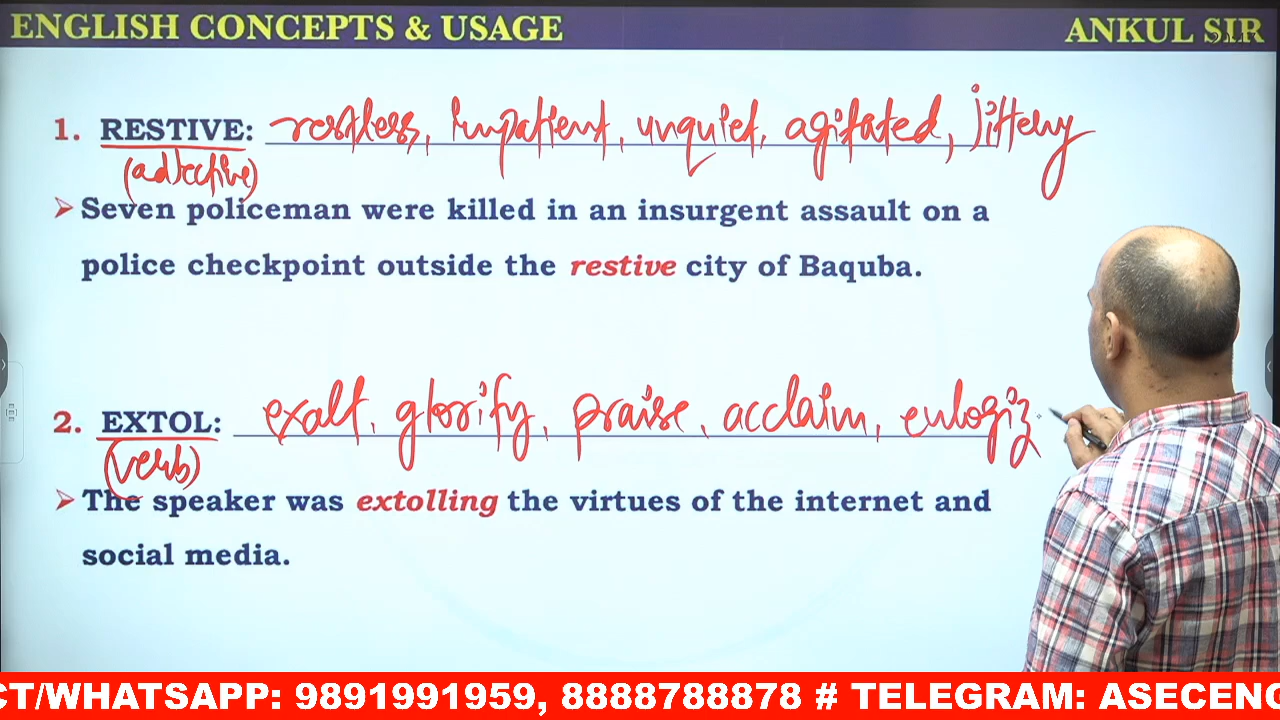 ENGLISH CONCEPTS & USAGE ANKUL SIR
1. RESTIVE: restless, impatient, unquiet, agitated, jittery
(adjective)
➢ Seven policeman were killed in an insurgent assault on a
police checkpoint outside the restive city of Baquba.
2. EXTOL: exalt, glorify, praise, acclaim, eulogiz
(verb)
➢ The speaker was extolling the virtues of the internet and
social media.
CT/WHATSAPP: 9891991959, 8888788878 # TELEGRAM: ASECENG